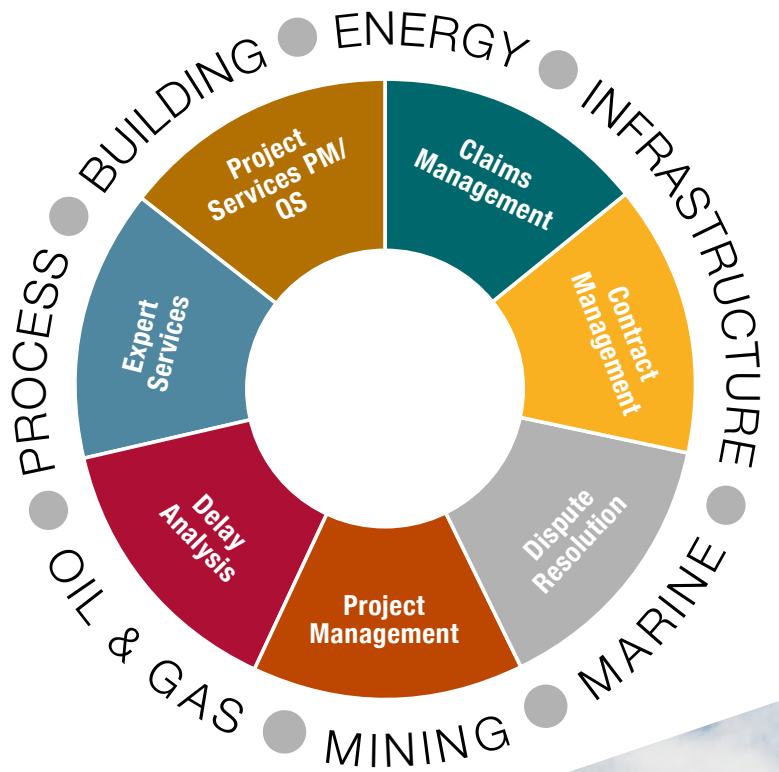 BUILDING
ENERGY
INFRASTRUCTURE
MARINE
MINING
OIL & GAS
PROCESS
Project
Services PM/
QS
Claims
Management
Contract
Management
Dispute
Resolution
Project
Management
Delay
Analysis
Expert
Services